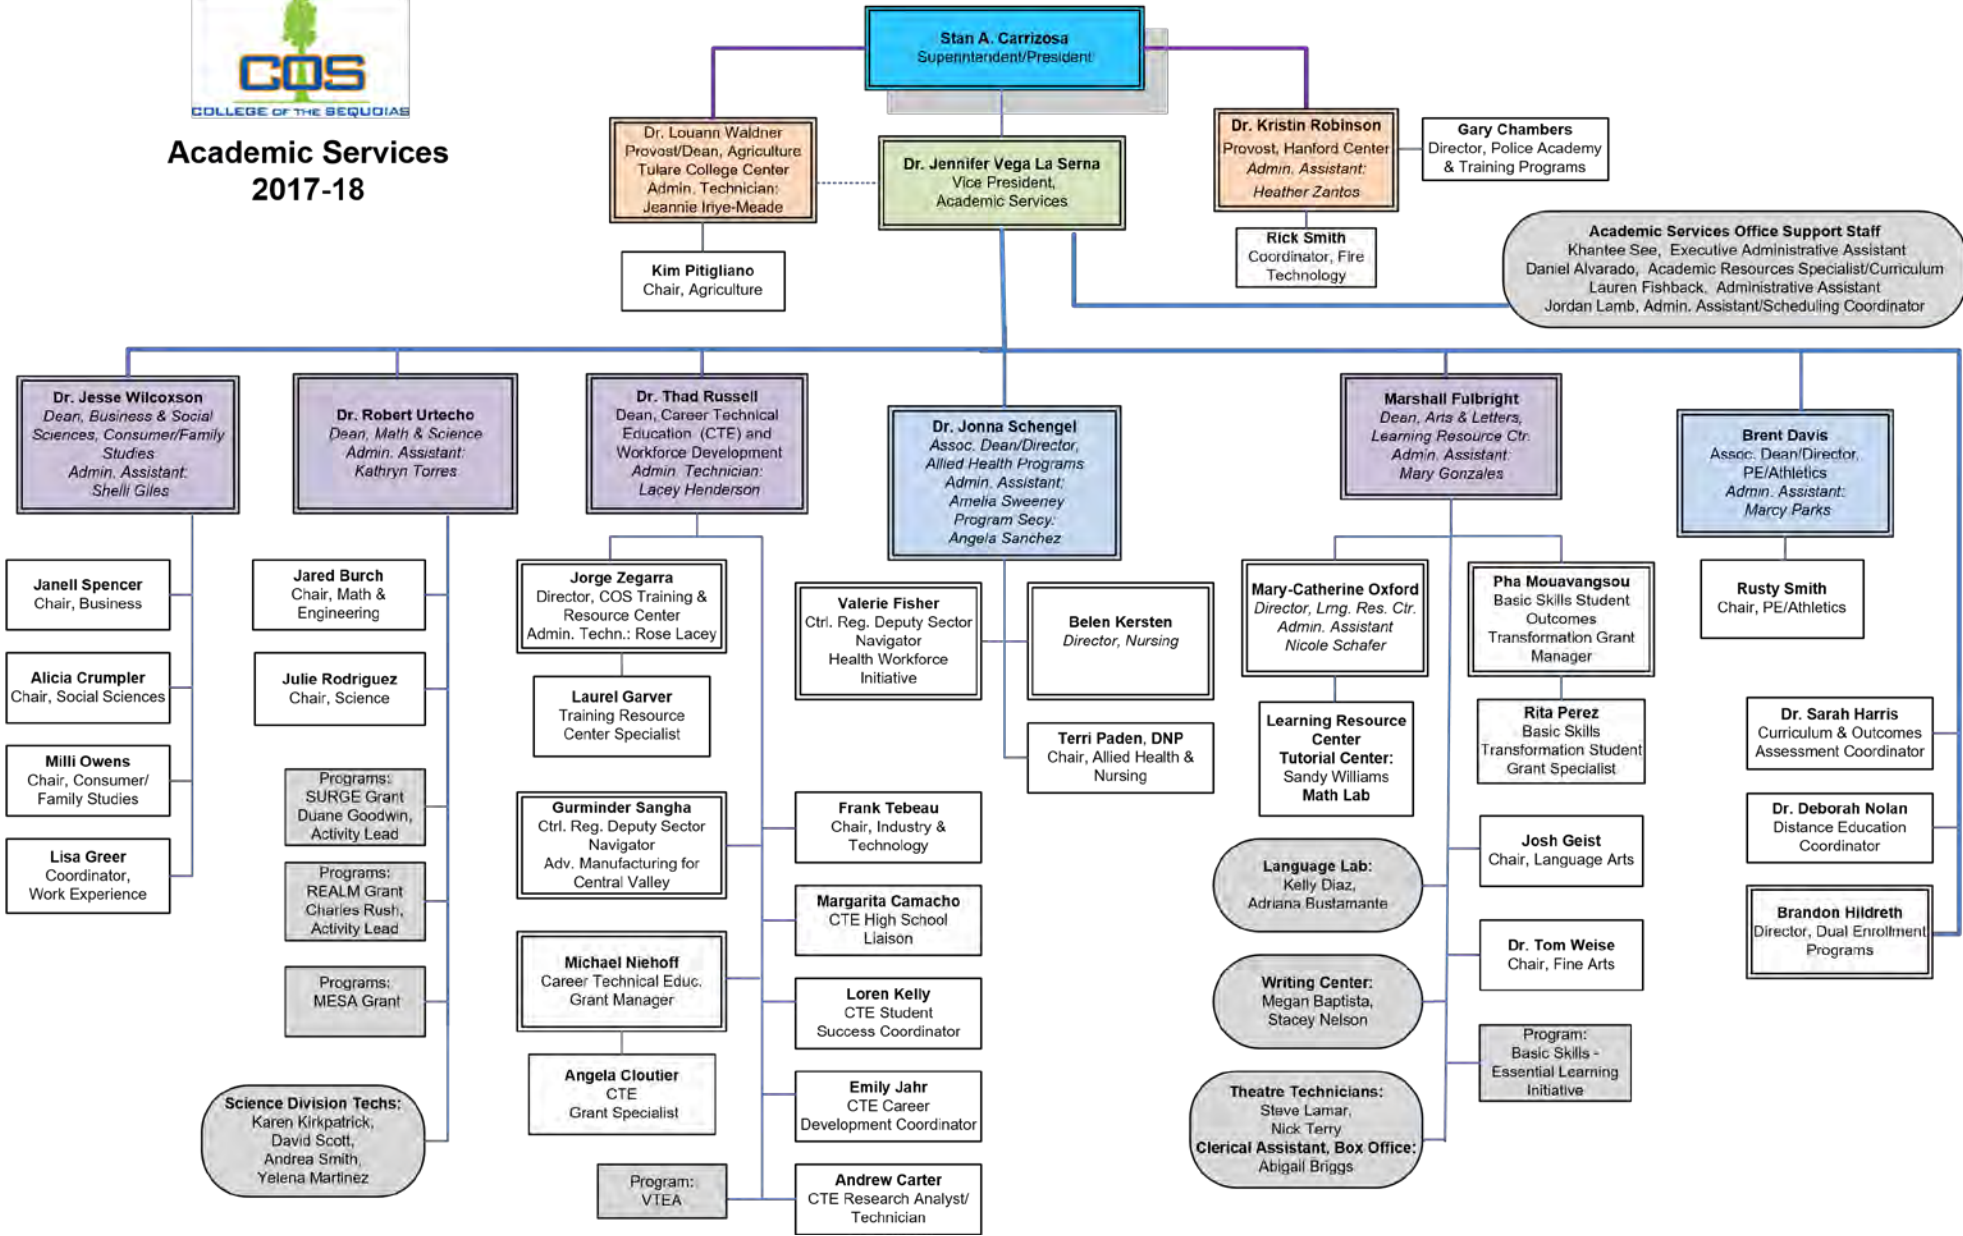 COS
COLLEGE OF THE SEQUOIAS
Academic Services
2017-18
Stan A. Carrizosa
Superintendent/President
Dr. Louann Waldner
Provost/Dean, Agriculture
Tulare College Center
Admin. Technician:
Jeannie Iriye-Meade
Dr. Jennifer Vega La Serna
Vice President,
Academic Services
Dr. Kristin Robinson
Provost, Hanford Center
Admin. Assistant:
Heather Zantos
Gary Chambers
Director, Police Academy
& Training Programs
Kim Pitigliano
Chair, Agriculture
Rick Smith
Coordinator, Fire
Technology
Academic Services Office Support Staff
Khantee See, Executive Administrative Assistant
Daniel Alvarado, Academic Resources Specialist/Curriculum
Lauren Fishback, Administrative Assistant
Jordan Lamb, Admin. Assistant/Scheduling Coordinator
Dr. Jesse Wilcoxson
Dean, Business & Social
Sciences, Consumer/Family
Studies
Admin. Assistant:
Shelli Giles
Dr. Robert Urtecho
Dean, Math & Science
Admin. Assistant:
Kathryn Torres
Dr. Thad Russell
Dean, Career Technical
Education (CTE) and
Workforce Development
Admin. Technician:
Lacey Henderson
Dr. Jonna Schengel
Assoc. Dean/Director,
Allied Health Programs
Admin. Assistant:
Amelia Sweeney
Program Secy:
Angela Sanchez
Marshall Fulbright
Dean, Arts & Letters,
Learning Resource Ctr.
Admin. Assistant:
Mary Gonzales
Brent Davis
Assoc. Dean/Director,
PE/Athletics
Admin. Assistant:
Marcy Parks
Janell Spencer
Chair, Business
Alicia Crumpler
Chair, Social Sciences
Milli Owens
Chair, Consumer/
Family Studies
Lisa Greer
Coordinator,
Work Experience
Jared Burch
Chair, Math &
Engineering
Julie Rodriguez
Chair, Science
Programs:
SURGE Grant
Duane Goodwin,
Activity Lead
Programs:
REALM Grant
Charles Rush,
Activity Lead
Programs:
MESA Grant
Science Division Techs:
Karen Kirkpatrick,
David Scott,
Andrea Smith,
Yelena Martinez
Jorge Zegarra
Director, COS Training &
Resource Center
Admin. Techn.: Rose Lacey
Laurel Garver
Training Resource
Center Specialist
Gurminder Sangha
Ctrl. Reg. Deputy Sector
Navigator
Adv. Manufacturing for
Central Valley
Michael Niehoff
Career Technical Educ.
Grant Manager
Angela Cloutier
CTE
Grant Specialist
Program:
VTEA
Frank Tebeau
Chair, Industry &
Technology
Margarita Camacho
CTE High School
Liaison
Loren Kelly
CTE Student
Success Coordinator
Emily Jahr
CTE Career
Development Coordinator
Andrew Carter
CTE Research Analyst/
Technician
Valerie Fisher
Ctrl. Reg. Deputy Sector
Navigator
Health Workforce
Initiative
Belen Kersten
Director, Nursing
Terri Paden, DNP
Chair, Allied Health &
Nursing
Mary-Catherine Oxford
Director, Lrng. Res. Ctr.
Admin. Assistant
Nicole Schafer
Learning Resource
Center
Tutorial Center:
Sandy Williams
Math Lab
Language Lab:
Kelly Diaz,
Adriana Bustamante
Writing Center:
Megan Baptista,
Stacey Nelson
Theatre Technicians:
Steve Lamar,
Nick Terry
Clerical Assistant, Box Office:
Abigail Briggs
Pha Mouavangsou
Basic Skills Student
Outcomes
Transformation Grant
Manager
Rita Perez
Basic Skills
Transformation Student
Grant Specialist
Josh Geist
Chair, Language Arts
Dr. Tom Weise
Chair, Fine Arts
Program:
Basic Skills -
Essential Learning
Initiative
Rusty Smith
Chair, PE/Athletics
Dr. Sarah Harris
Curriculum & Outcomes
Assessment Coordinator
Dr. Deborah Nolan
Distance Education
Coordinator
Brandon Hildreth
Director, Dual Enrollment
Programs